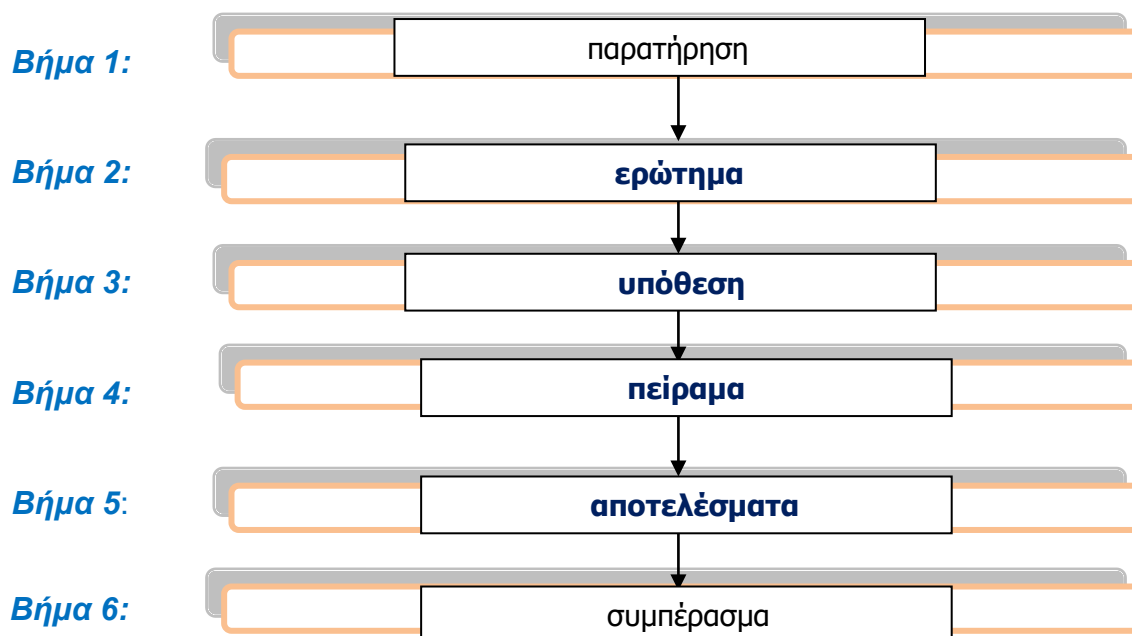 Βήμα 1: παρατήρηση
Βήμα 2: ερώτημα
Βήμα 3: υπόθεση
Βήμα 4: πείραμα
Βήμα 5: αποτελέσματα
Βήμα 6: συμπέρασμα